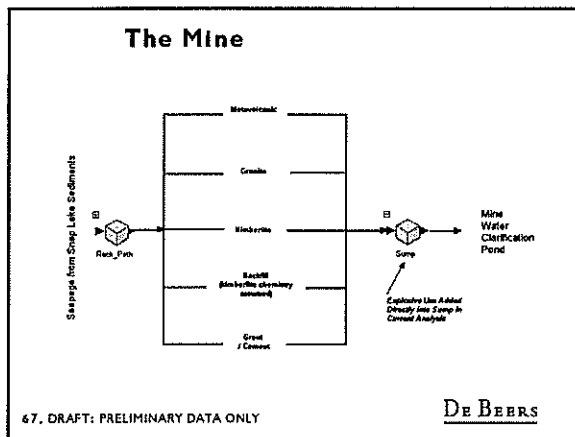 The Mine
Seepage from Snap Lake Sediments
Rock_Path
Metavolcanic
Granite
Kimberlite
Backfill
(kimberlite chemistry
assumed)
Grout
/ Cement
Sump
Explosive Use Added
Directly into Sump in
Current Analysis
Mine
Water
Clarification
Pond
67, DRAFT: PRELIMINARY DATA ONLY
DE BEERS